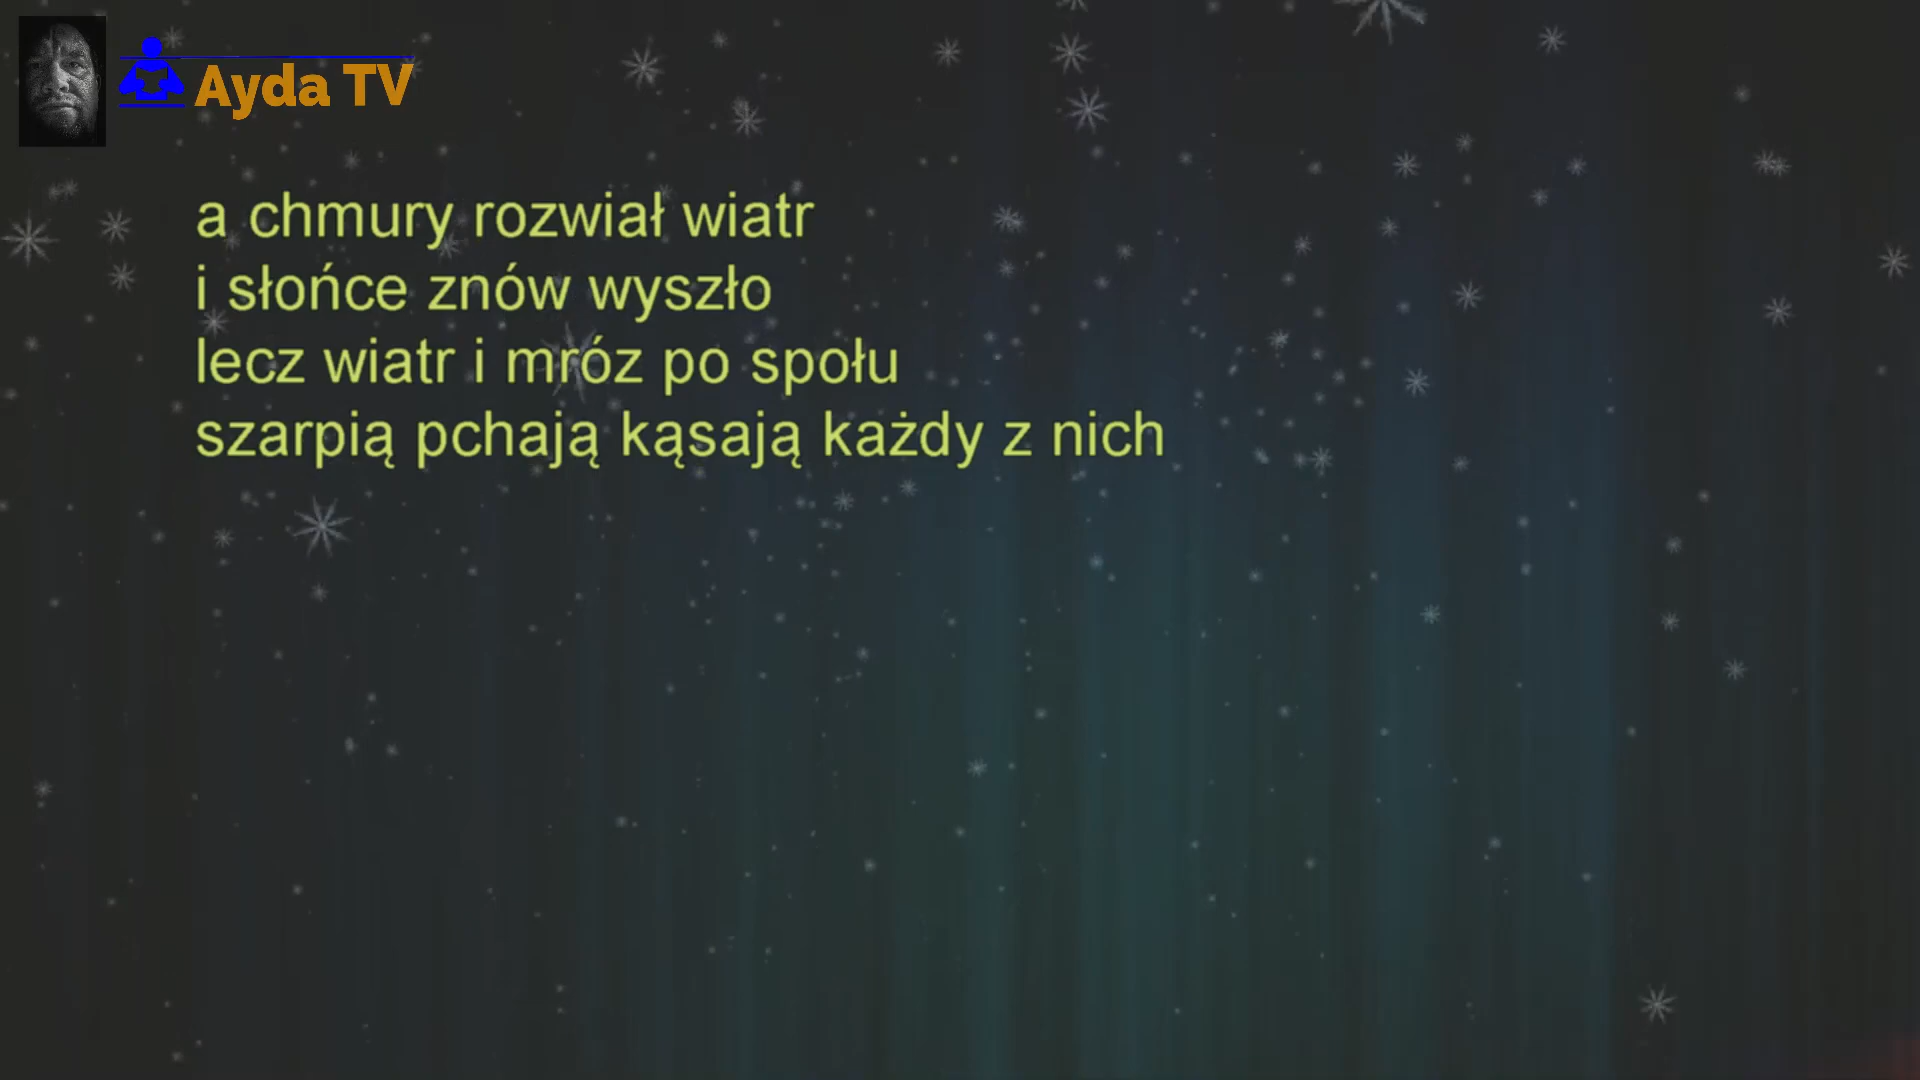 Ayda TV
a chmury rozwiał wiatr
i słońce znów wyszło
lecz wiatr i mróz po społu
szarpią pchają kąsają każdy z nich